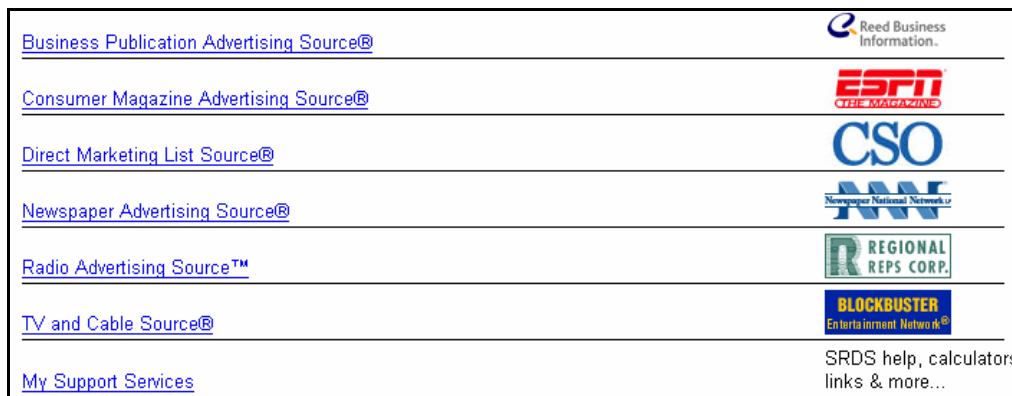 Business Publication Advertising Source®
Reed Business
Information™
Consumer Magazine Advertising Source®
ESPN
THE MAGAZINE
Direct Marketing List Source®
CSO
Newspaper Advertising Source®
NNN
Newspaper National Network LP
Radio Advertising Source™
R
REGIONAL
REPS CORP.
TV and Cable Source®
BLOCKBUSTER
Entertainment Network®
My Support Services
SRDS help, calculators
links & more...